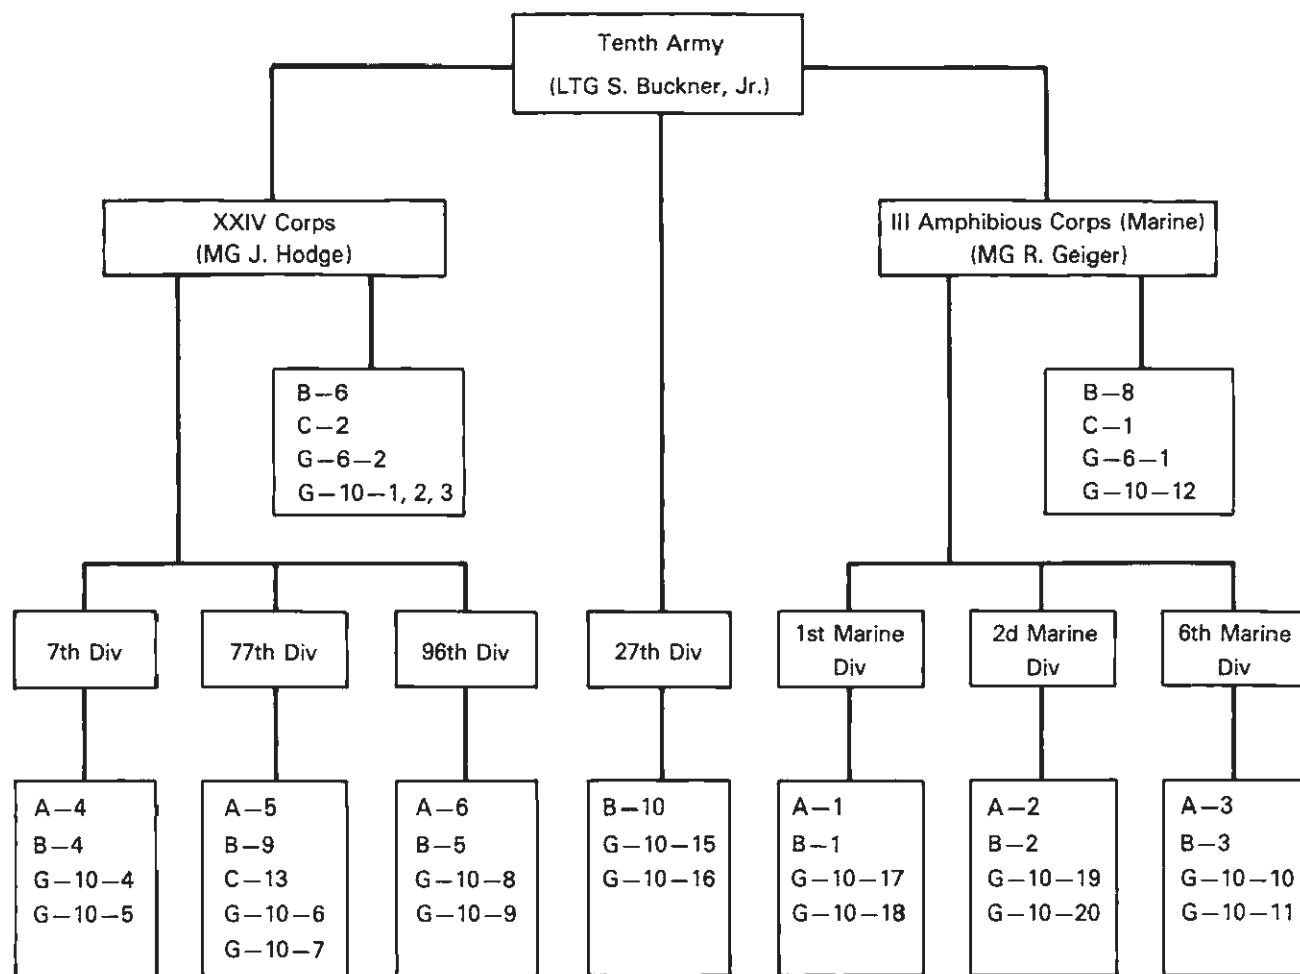 Tenth Army
(LTG S. Buckner, Jr.)
XXIV Corps
(MG J. Hodge)
III Amphibious Corps (Marine)
(MG R. Geiger)
B—6
C—2
G—6—2
G—10—1, 2, 3
B—8
C—1
G—6—1
G—10—12
7th Div
77th Div
96th Div
27th Div
1st Marine
Div
2d Marine
Div
6th Marine
Div
A—4
B—4
G—10—4
G—10—5
A—5
B—9
C—13
G—10—6
G—10—7
A—6
B—5
G—10—8
G—10—9
B—10
G—10—15
G—10—16
A—1
B—1
G—10—17
G—10—18
A—2
B—2
G—10—19
G—10—20
A—3
B—3
G—10—10
G—10—11